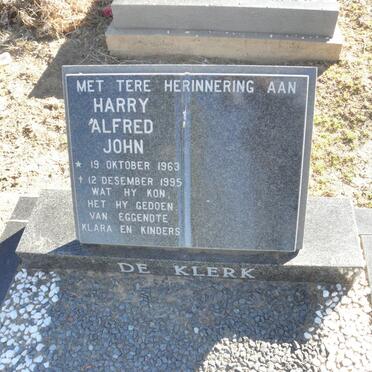 MET TERE HERINNERING AAN
HARRY
ALFRED
JOHN
* 19 OKTOBER 1963
† 12 DESEMBER 1995
WAT HY KON
HET HY GEDOEN
VAN EGGENOTE
KLARA EN KINDERS
DE KLERK